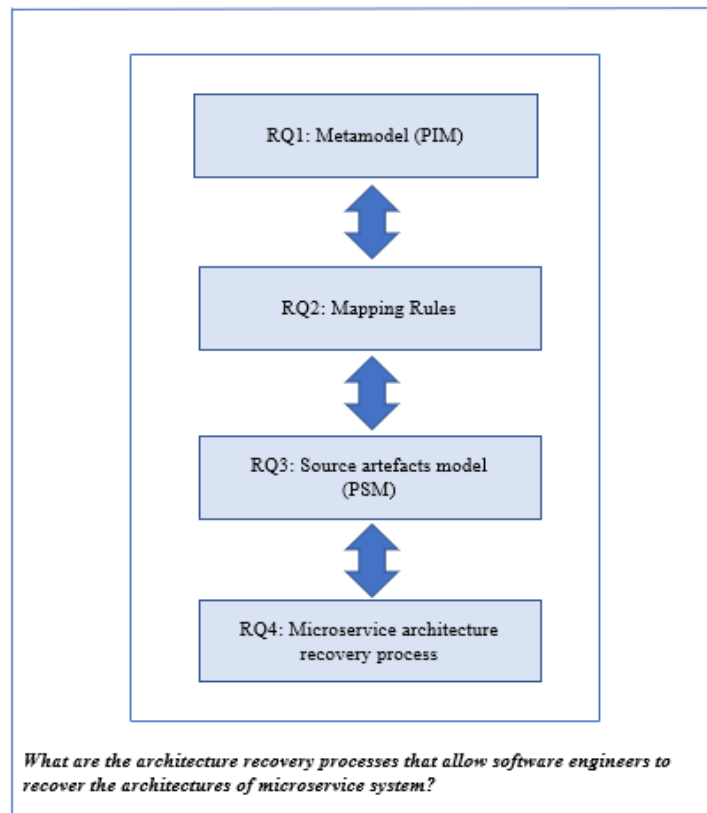 RQ1: Metamodel (PIM)
RQ2: Mapping Rules
RQ3: Source artefacts model
(PSM)
RQ4: Microservice architecture
recovery process
What are the architecture recovery processes that allow software engineers to
recover the architectures of microservice system?